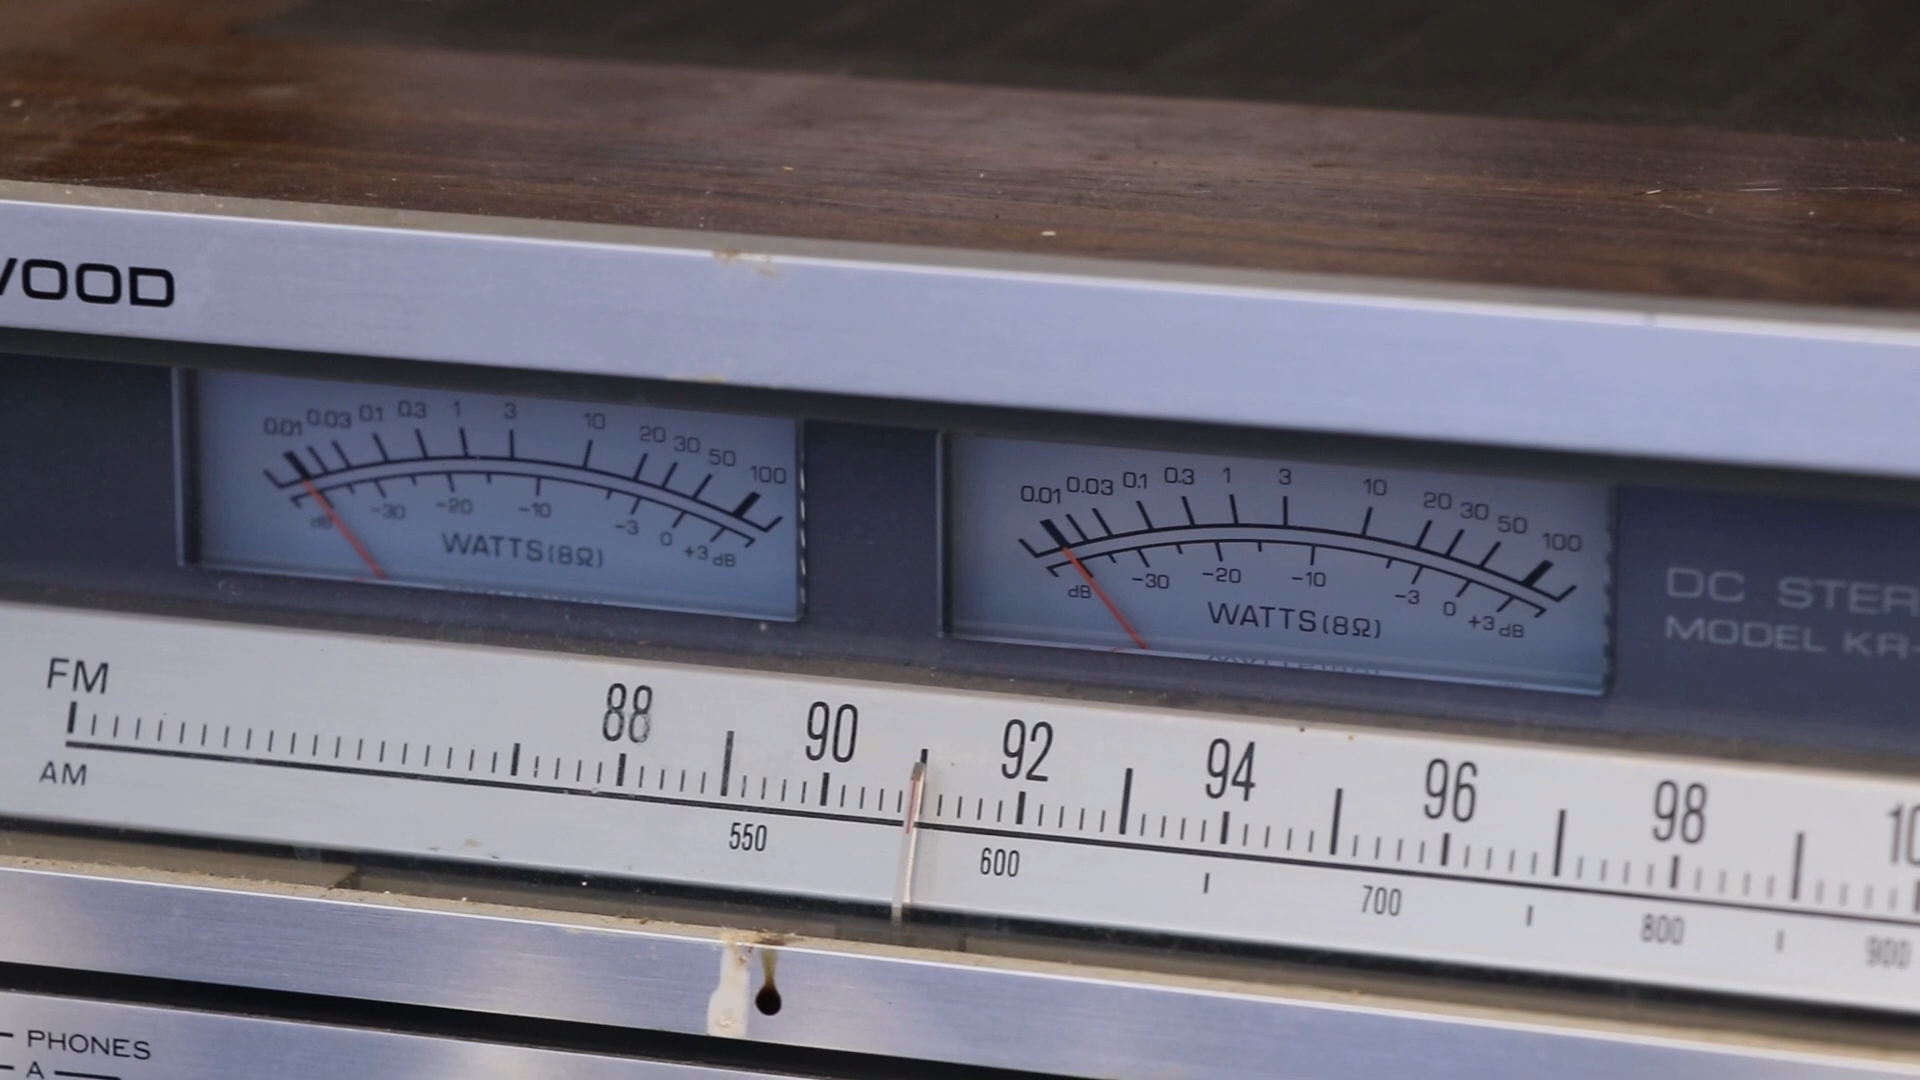 WOOD
0.01 0.03 0.1 0.3 1 3 10 20 30 50 100
dB -30 -20 -10 -3 0 +3 dB
WATTS(8Ω)
0.01 0.03 0.1 0.3 1 3 10 20 30 50 100
dB -30 -20 -10 -3 0 +3 dB
WATTS(8Ω)
DC STER
MODEL KR-
FM 88 90 92 94 96 98 10
AM 550 600 700 800 900
PHONES
A